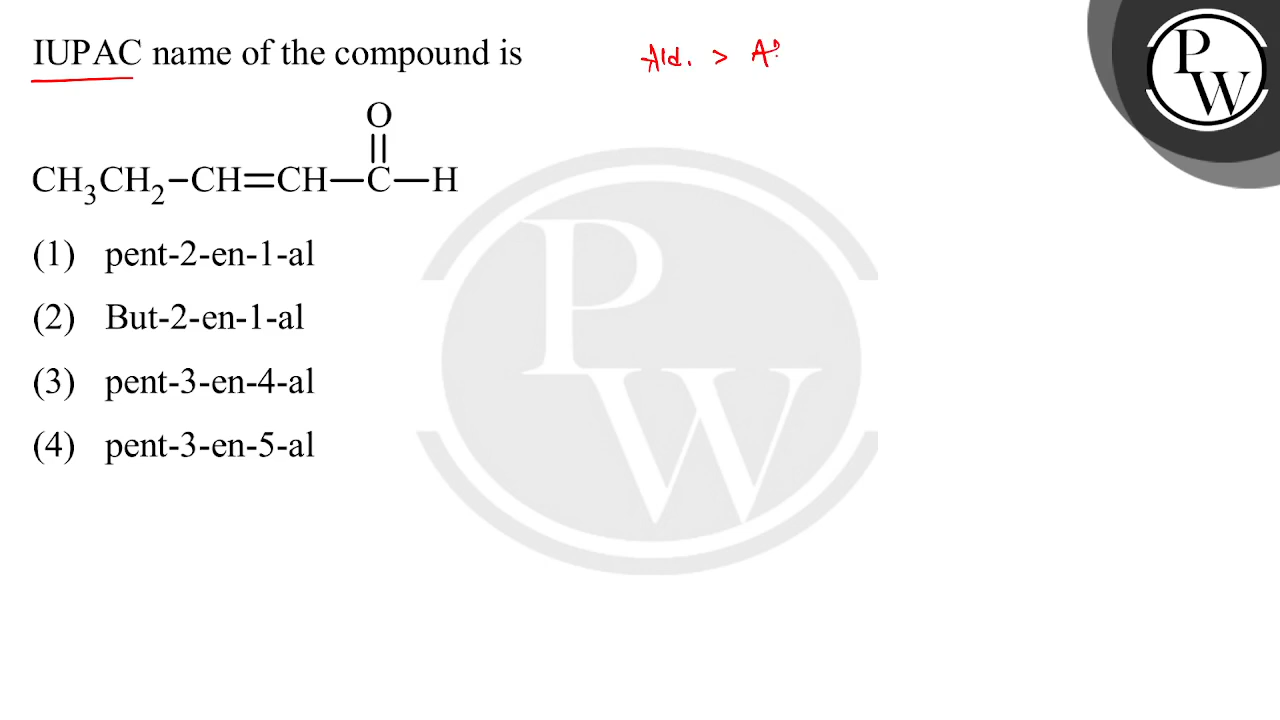 IUPAC name of the compound is
Ald. > A
P
W
O
||
CH₃CH₂−CH=CH—C—H
(1) pent-2-en-1-al
(2) But-2-en-1-al
(3) pent-3-en-4-al
(4) pent-3-en-5-al
P
W